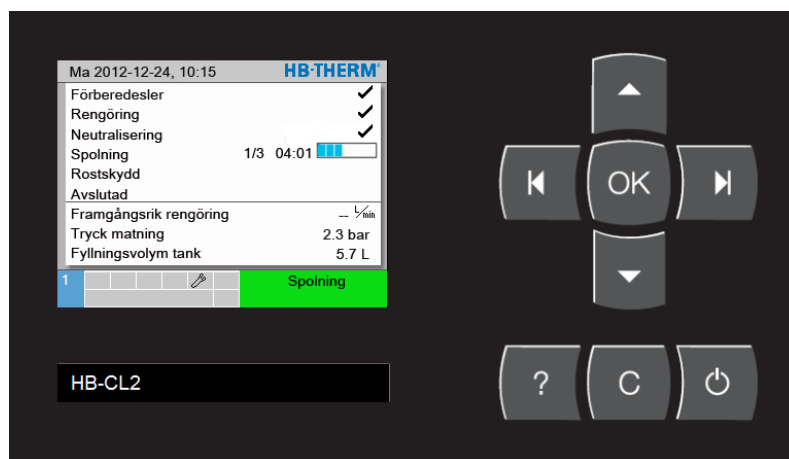 Ma 2012-12-24, 10:15 HB·THERM®
Förberedesler
Rengöring
Neutralisering
Spolning 1/3 04:01
Rostskydd
Avslutad
Framgångsrik rengöring -- L/min
Tryck matning 2.3 bar
Fyllningsvolym tank 5.7 L
1 Spolning
HB-CL2
OK
? C